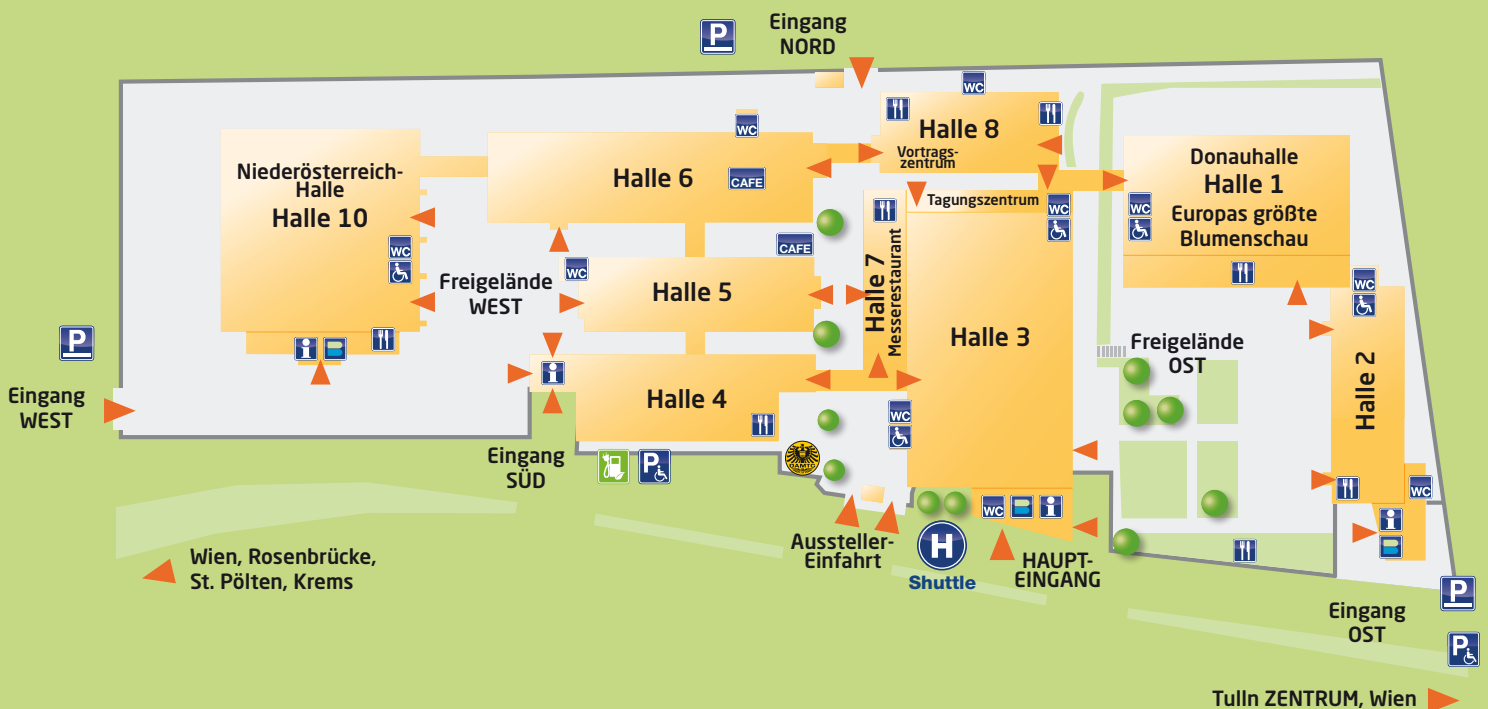 Eingang
NORD
P
WC
Halle 8
Vortrags-
zentrum
WC
Niederösterreich-
Halle
Halle 10
Halle 6
CAFE
Donauhalle
Halle 1
Europas größte
Blumenschau
Tagungszentrum
WC
WC
WC
CAFE
WC
Freigelände
WEST
Halle 5
Halle 7
Messerestaurant
Halle 3
WC
Freigelände
OST
Halle 2
P
i
i
Eingang
WEST
Halle 4
WC
Eingang
SÜD
P
ÖAMTC
WC
i
WC
i
Aussteller-
Einfahrt
H
Shuttle
HAUPT-
EINGANG
Wien, Rosenbrücke,
St. Pölten, Krems
P
Eingang
OST
P
Tulln ZENTRUM, Wien